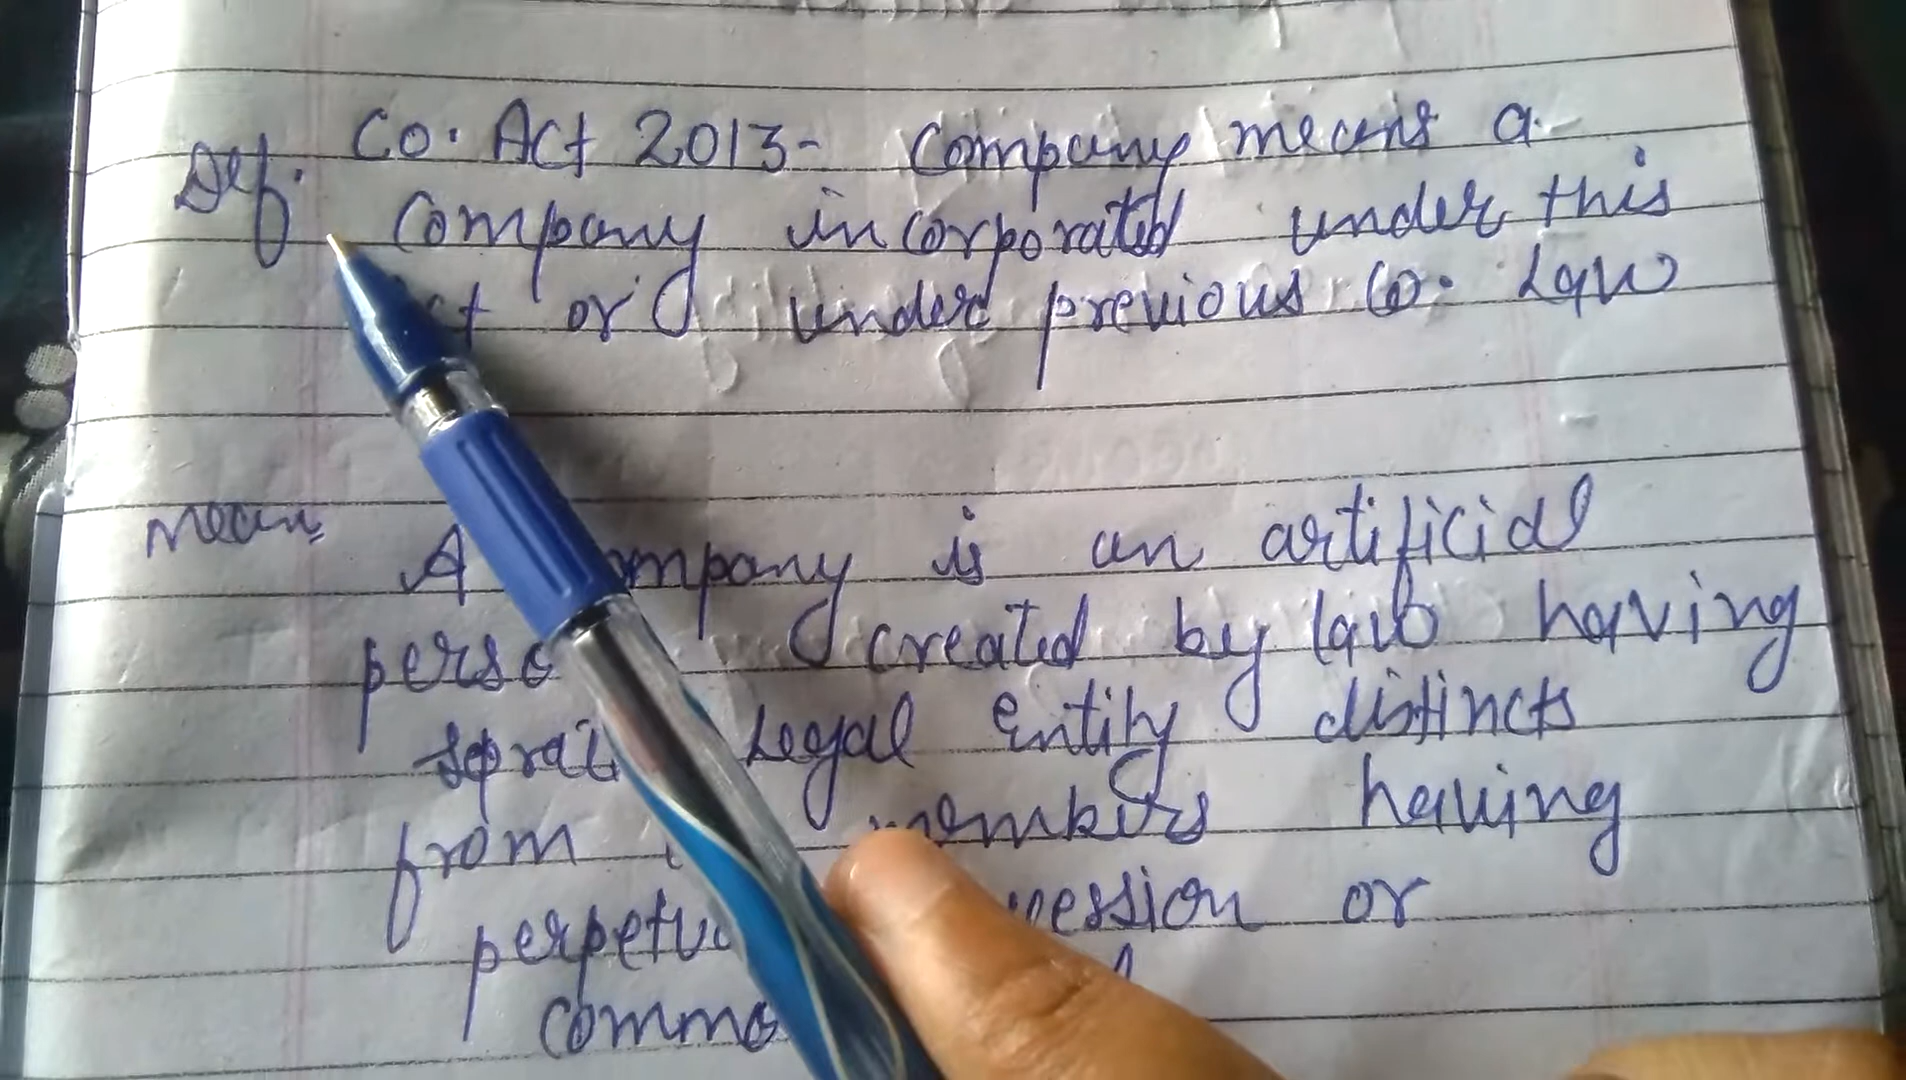 Co. Act 2013- Company means a
Def. Company incorporated under this
or under previous Co. Law
Mean, A is an artificial
created by law having
Legal Entity distincts
from members having
or